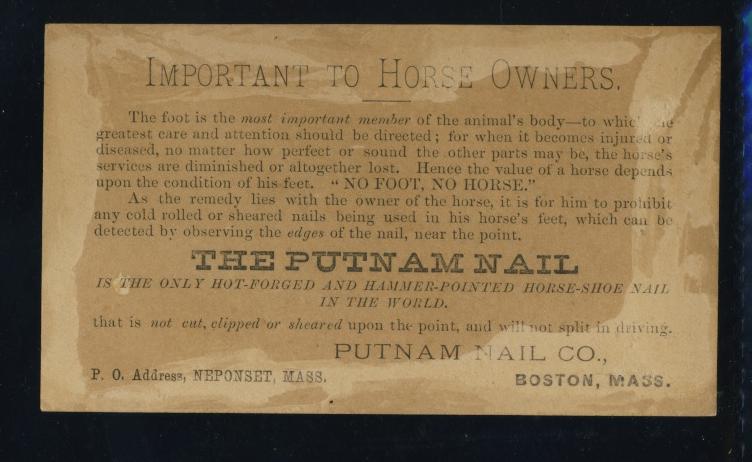 IMPORTANT TO HORSE OWNERS.
The foot is the most important member of the animal's body—to which the
greatest care and attention should be directed; for when it becomes injured or
diseased, no matter how perfect or sound the other parts may be, the horse's
services are diminished or altogether lost. Hence the value of a horse depends
upon the condition of his feet. "NO FOOT, NO HORSE."
As the remedy lies with the owner of the horse, it is for him to prohibit
any cold rolled or sheared nails being used in his horse's feet, which can be
detected by observing the edges of the nail, near the point.
THE PUTNAM NAIL
IS THE ONLY HOT-FORGED AND HAMMER-POINTED HORSE-SHOE NAIL
IN THE WORLD.
that is not cut, clipped or sheared upon the point, and will not split in driving.
PUTNAM NAIL CO.,
P. O. Address, NEPONSET, MASS.
BOSTON, MASS.